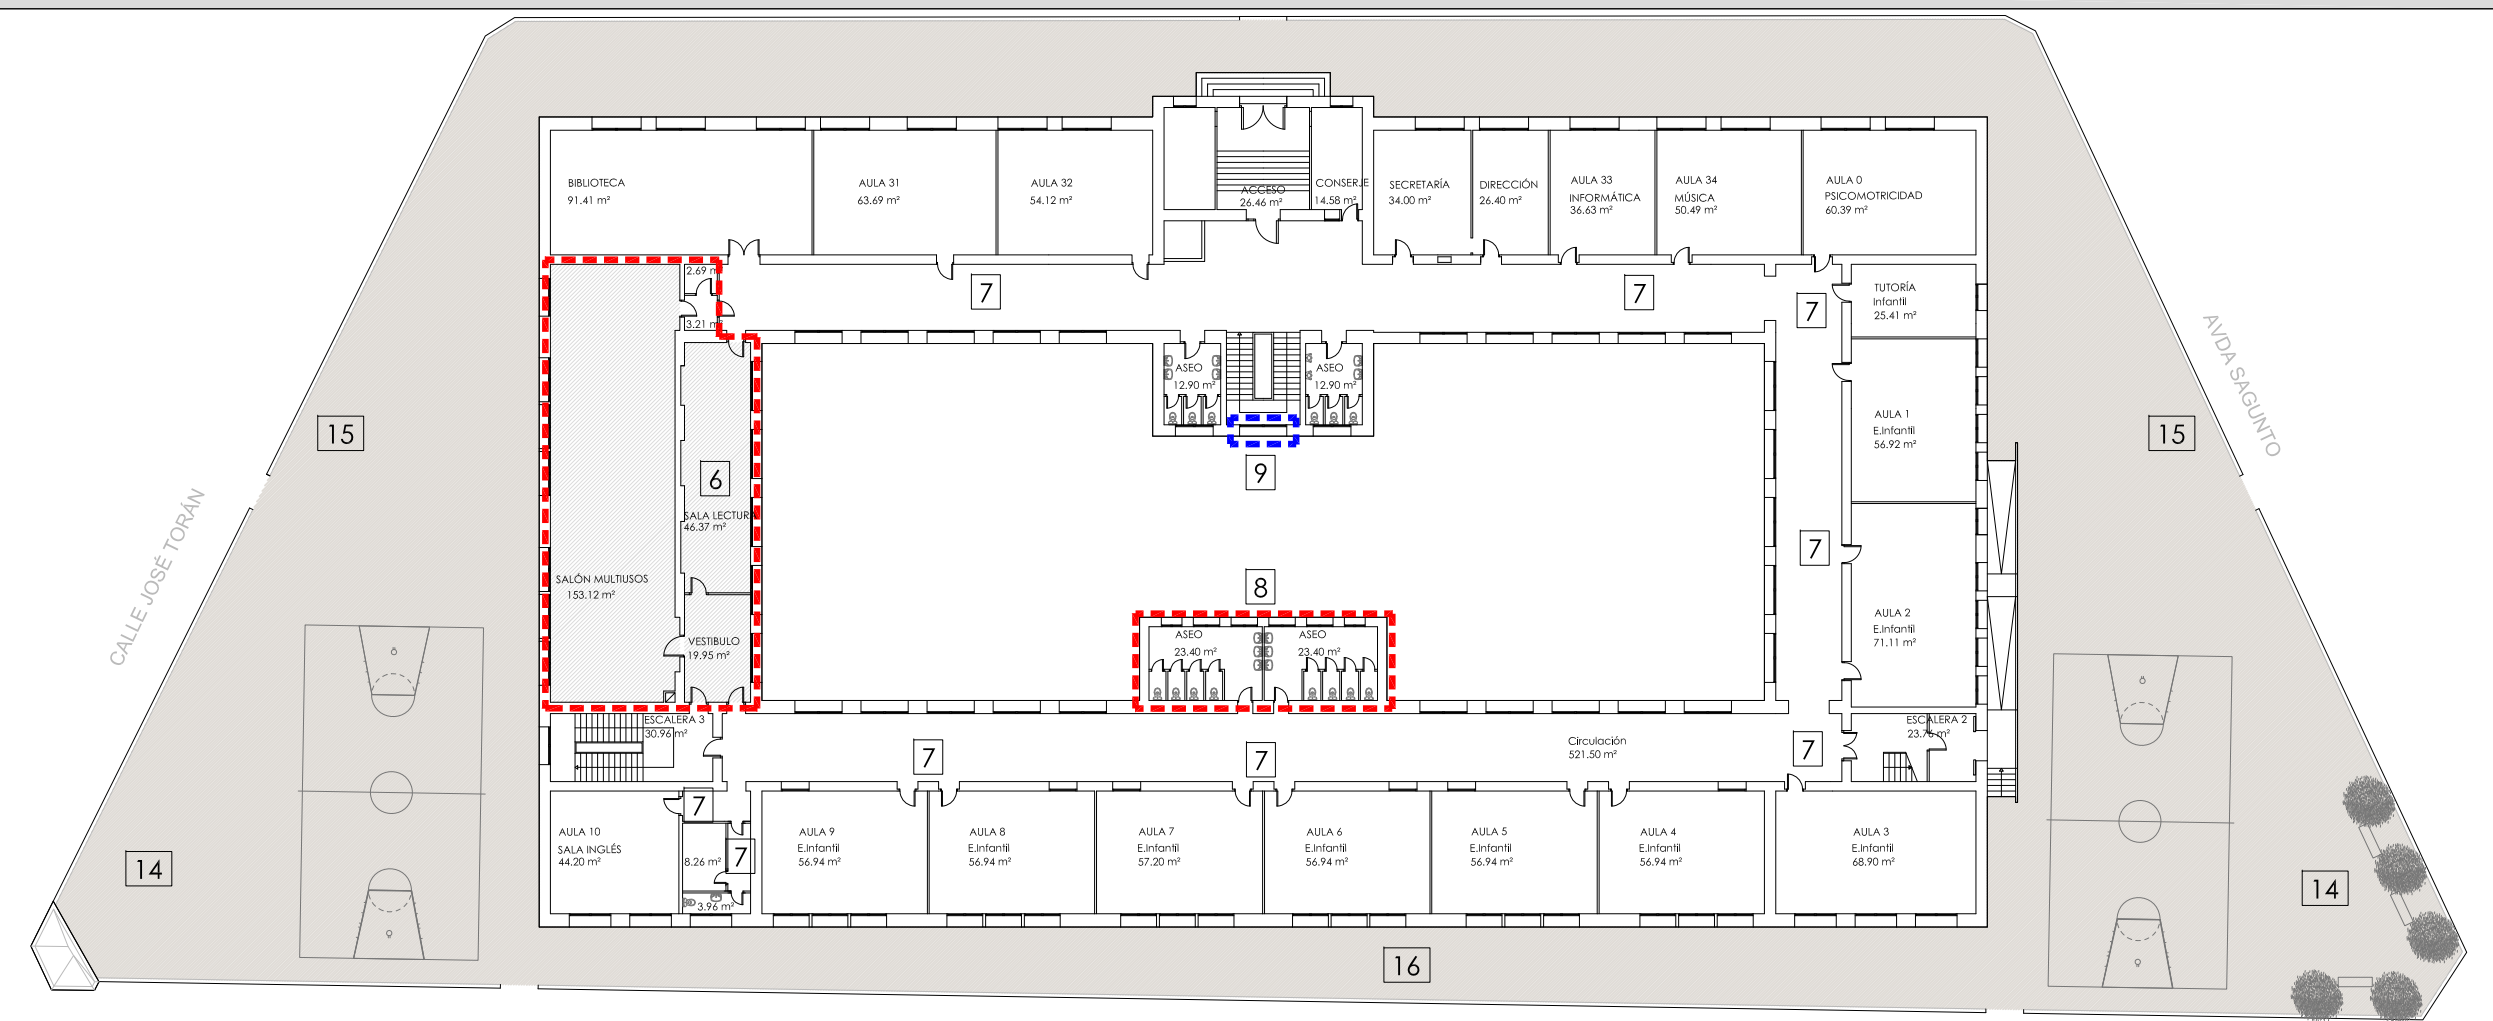 BIBLIOTECA
91.41 m²
AULA 31
63.69 m²
AULA 32
54.12 m²
ACCESO
26.46 m²
CONSERJE
14.58 m²
SECRETARÍA
34.00 m²
DIRECCIÓN
26.40 m²
AULA 33
INFORMÁTICA
36.63 m²
AULA 34
MÚSICA
50.49 m²
AULA 0
PSICOMOTRICIDAD
60.39 m²
2.69 m²
3.21 m²
7
7
7
TUTORÍA
Infantil
25.41 m²
AVDA SAGUNTO
ASEO
12.90 m²
ASEO
12.90 m²
AULA 1
E.Infantil
56.92 m²
15
15
6
9
SALA LECTURA
46.37 m²
CALLE JOSÉ TORÁN
7
SALÓN MULTIUSOS
153.12 m²
8
AULA 2
E.Infantil
71.11 m²
VESTIBULO
19.95 m²
ASEO
23.40 m²
ASEO
23.40 m²
ESCALERA 3
30.96 m²
7
7
Circulación
521.50 m²
7
ESCALERA 2
7
AULA 10
SALA INGLÉS
44.20 m²
8.26 m²
7
3.96 m²
AULA 9
E.Infantil
56.94 m²
AULA 8
E.Infantil
56.94 m²
AULA 7
E.Infantil
57.20 m²
AULA 6
E.Infantil
56.94 m²
AULA 5
E.Infantil
56.94 m²
AULA 4
E.Infantil
56.94 m²
AULA 3
E.Infantil
68.90 m²
14
14
16